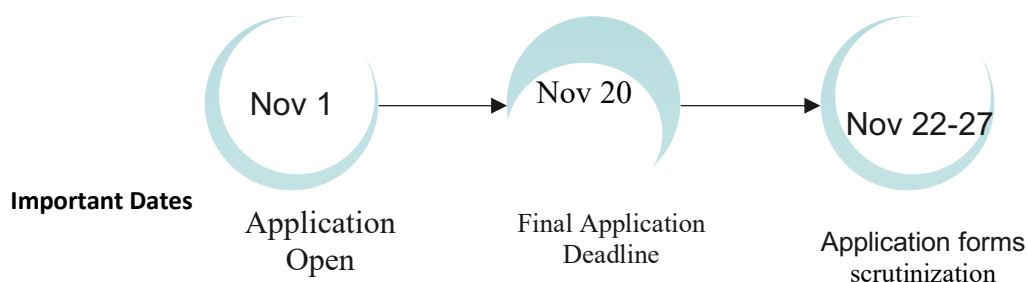 Nov 1
Nov 20
Nov 22-27
Important Dates
Application
Open
Final Application
Deadline
Application forms
scrutinization